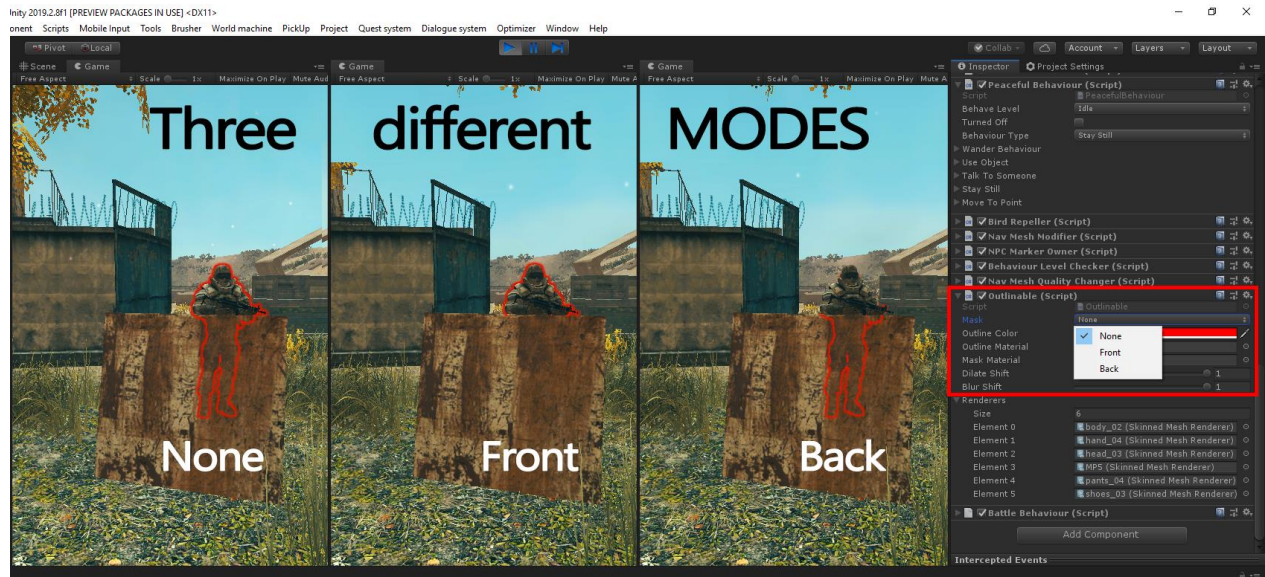 Unity 2019.2.8f1 [PREVIEW PACKAGES IN USE] <DX11>
onent Scripts Mobile Input Tools Brusher World machine PickUp Project Quest system Dialogue system Optimizer Window Help
Pivot Local
Collab Account Layers Layout
Scene Game
Game
Game
Inspector Project Settings
Free Aspect Scale 1x Maximize On Play Mute Aud
Free Aspect Scale 1x Maximize On Play Mute A
Free Aspect Scale 1x Maximize On Play Mute A
Three different MODES
None
Front
Back
Peaceful Behaviour (Script)
Script PeacefulBehaviour
Behave Level Idle
Turned Off
Behaviour Type Stay Still
Wander Behaviour
Use Object
Talk To Someone
Stay Still
Move To Point
Bird Repeller (Script)
Nav Mesh Modifier (Script)
NPC Marker Owner (Script)
Behaviour Level Checker (Script)
Nav Mesh Quality Changer (Script)
Outlinable (Script)
Script Outlinable
Mask None
Outline Color
Outline Material
Mask Material
Dilate Shift 1
Blur Shift 1
None
Front
Back
Renderers
Size 6
Element 0 body_02 (Skinned Mesh Renderer)
Element 1 hand_04 (Skinned Mesh Renderer)
Element 2 head_03 (Skinned Mesh Renderer)
Element 3 MP5 (Skinned Mesh Renderer)
Element 4 pants_04 (Skinned Mesh Renderer)
Element 5 shoes_03 (Skinned Mesh Renderer)
Battle Behaviour (Script)
Add Component
Intercepted Events